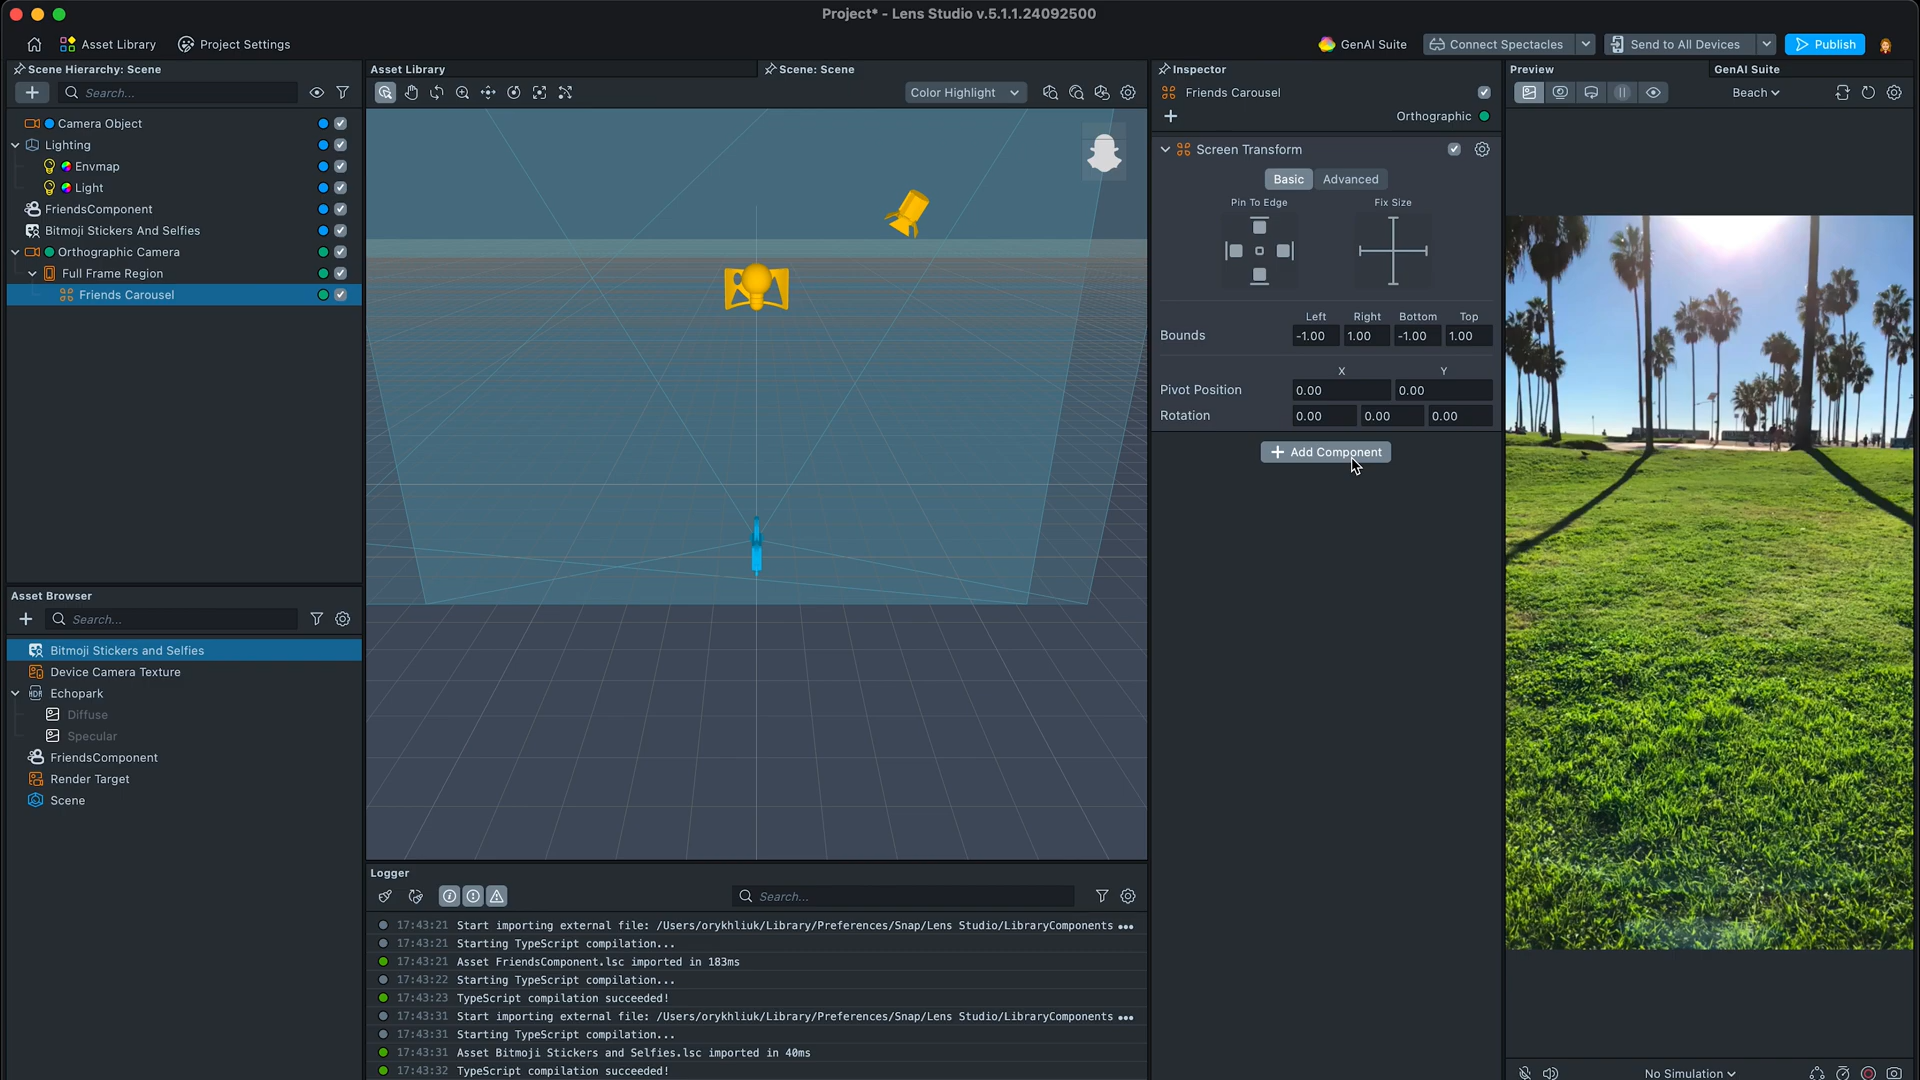 Project* - Lens Studio v.5.1.1.24092500
Asset Library
Project Settings
GenAI Suite
Connect Spectacles
Send to All Devices
Publish
Scene Hierarchy: Scene
Search...
Camera Object
Lighting
Envmap
Light
FriendsComponent
Bitmoji Stickers And Selfies
Orthographic Camera
Full Frame Region
Friends Carousel
Asset Browser
Search...
Bitmoji Stickers and Selfies
Device Camera Texture
Echopark
HDR
Diffuse
Specular
FriendsComponent
Render Target
Scene
Asset Library
Scene: Scene
Color Highlight
Logger
Search...
17:43:21 Start importing external file: /Users/orykhliuk/Library/Preferences/Snap/Lens Studio/LibraryComponents •••
17:43:21 Starting TypeScript compilation...
17:43:21 Asset FriendsComponent.lsc imported in 183ms
17:43:22 Starting TypeScript compilation...
17:43:23 TypeScript compilation succeeded!
17:43:31 Start importing external file: /Users/orykhliuk/Library/Preferences/Snap/Lens Studio/LibraryComponents •••
17:43:31 Starting TypeScript compilation...
17:43:31 Asset Bitmoji Stickers and Selfies.lsc imported in 40ms
17:43:32 TypeScript compilation succeeded!
Inspector
Friends Carousel
Orthographic
Screen Transform
Basic Advanced
Pin To Edge Fix Size
Left Right Bottom Top
Bounds -1.00 1.00 -1.00 1.00
X Y
Pivot Position 0.00 0.00
Rotation 0.00 0.00 0.00
+ Add Component
Preview
GenAI Suite
Beach
No Simulation